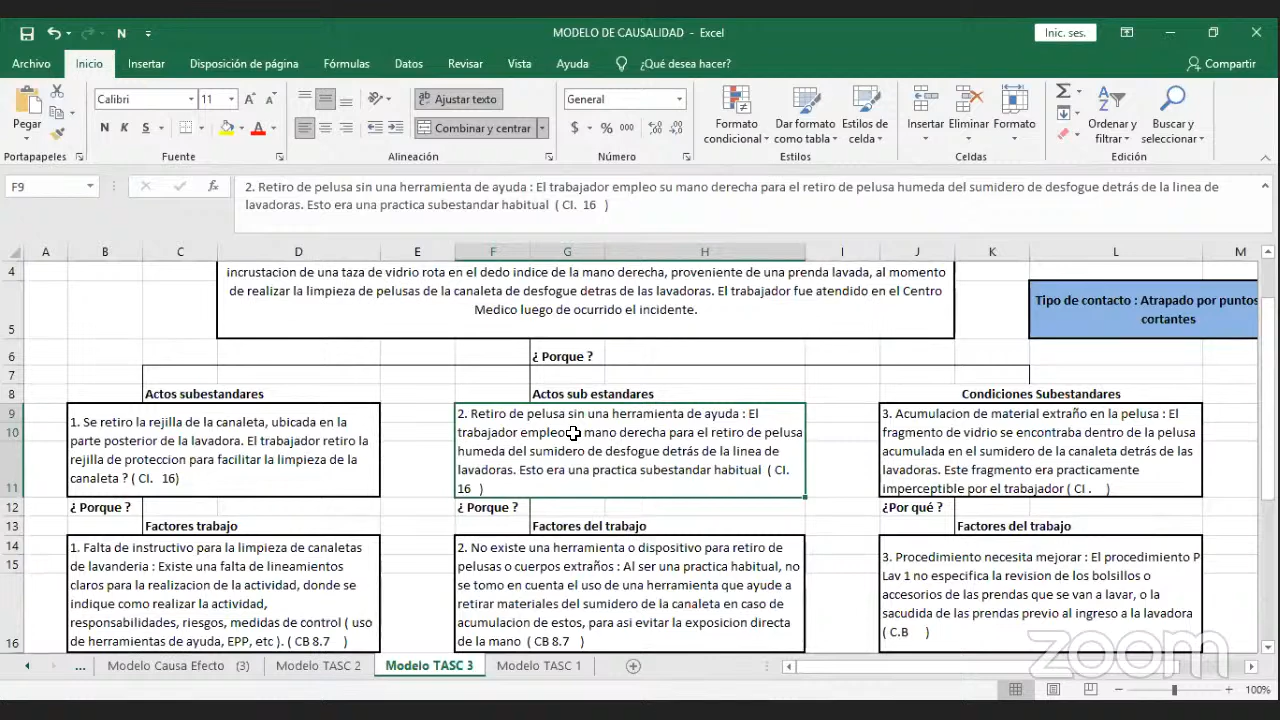 MODELO DE CAUSALIDAD - Excel
Inic. ses.
Archivo
Inicio
Insertar
Disposición de página
Fórmulas
Datos
Revisar
Vista
Ayuda
¿Qué desea hacer?
Compartir
Pegar
Calibri
11
N K S
Ajustar texto
Combinar y centrar
General
$ % 000
Formato condicional
Dar formato como tabla
Estilos de celda
Insertar
Eliminar
Formato
Ordenar y filtrar
Buscar y seleccionar
Portapapeles
Fuente
Alineación
Número
Estilos
Celdas
Edición
F9
2. Retiro de pelusa sin una herramienta de ayuda : El trabajador empleo su mano derecha para el retiro de pelusa humeda del sumidero de desfogue detrás de la linea de
lavadoras. Esto era una practica subestandar habitual ( CI. 16 )
A B C D E F G H I J K L M
4
incrustacion de una taza de vidrio rota en el dedo indice de la mano derecha, proveniente de una prenda lavada, al momento
de realizar la limpieza de pelusas de la canaleta de desfogue detras de las lavadoras. El trabajador fue atendido en el Centro
Medico luego de ocurrido el incidente.
5
Tipo de contacto : Atrapado por puntos
cortantes
6
¿ Porque ?
7
8
Actos subestandares
Actos sub estandares
Condiciones Subestandares
9
10
11
1. Se retiro la rejilla de la canaleta, ubicada en la
parte posterior de la lavadora. El trabajador retiro la
rejilla de proteccion para facilitar la limpieza de la
canaleta ? ( CI. 16)
2. Retiro de pelusa sin una herramienta de ayuda : El
trabajador empleo mano derecha para el retiro de pelusa
humeda del sumidero de desfogue detrás de la linea de
lavadoras. Esto era una practica subestandar habitual ( CI.
16 )
3. Acumulacion de material extraño en la pelusa : El
fragmento de vidrio se encontraba dentro de la pelusa
acumulada en el sumidero de la canaleta detrás de las
lavadoras. Este fragmento era practicamente
imperceptible por el trabajador ( CI . )
12
¿ Porque ?
¿ Porque ?
¿Por qué ?
13
Factores trabajo
Factores del trabajo
Factores del trabajo
14
15
16
1. Falta de instructivo para la limpieza de canaletas
de lavanderia : Existe una falta de lineamientos
claros para la realizacion de la actividad, donde se
indique como realizar la actividad,
responsabilidades, riesgos, medidas de control ( uso
de herramientas de ayuda, EPP, etc ). ( CB 8.7 )
2. No existe una herramienta o dispositivo para retiro de
pelusas o cuerpos extraños : Al ser una practica habitual, no
se tomo en cuenta el uso de una herramienta que ayude a
retirar materiales del sumidero de la canaleta en caso de
acumulacion de estos, para asi evitar la exposicion directa
de la mano ( CB 8.7 )
3. Procedimiento necesita mejorar : El procedimiento P
Lav 1 no especifica la revision de los bolsillos o
accesorios de las prendas que se van a lavar, o la
sacudida de las prendas previo al ingreso a la lavadora
( C.B )
zoom
... Modelo Causa Efecto (3)
Modelo TASC 2
Modelo TASC 3
Modelo TASC 1
100%